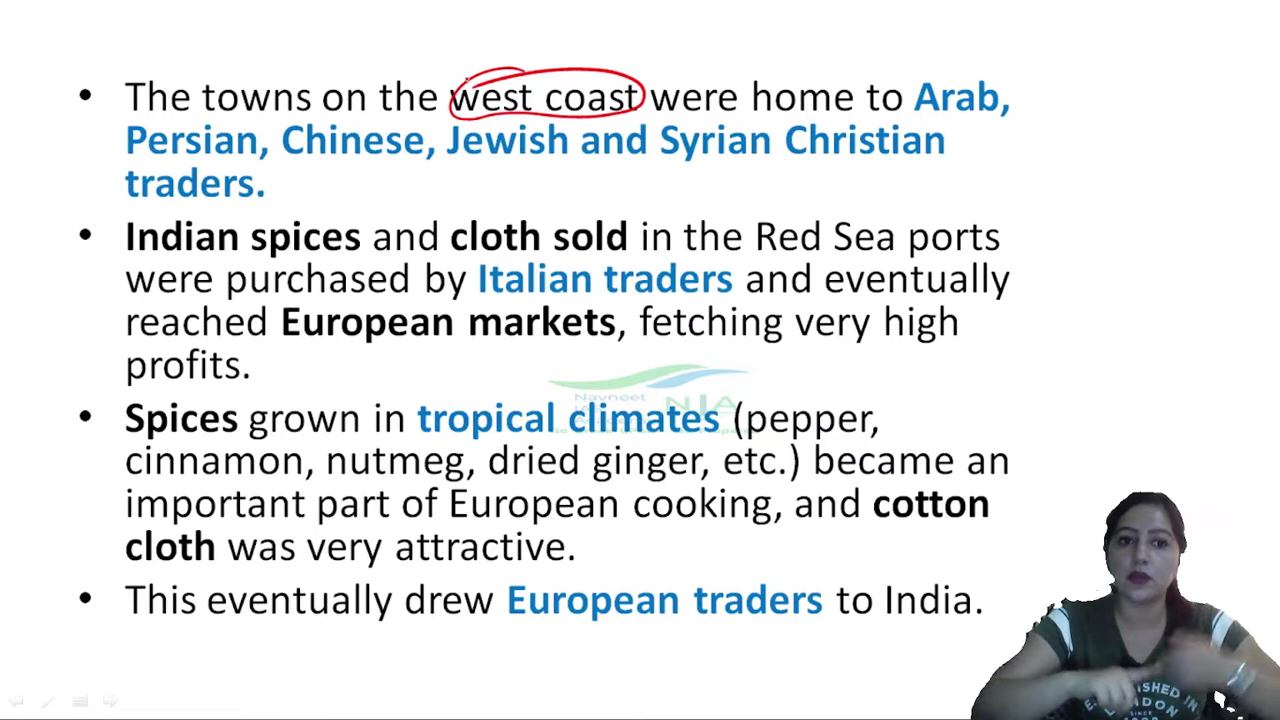 • The towns on the west coast were home to Arab,
Persian, Chinese, Jewish and Syrian Christian
traders.
• Indian spices and cloth sold in the Red Sea ports
were purchased by Italian traders and eventually
reached European markets, fetching very high
profits.
• Spices grown in tropical climates (pepper,
cinnamon, nutmeg, dried ginger, etc.) became an
important part of European cooking, and cotton
cloth was very attractive.
• This eventually drew European traders to India.
Navneet
NIA